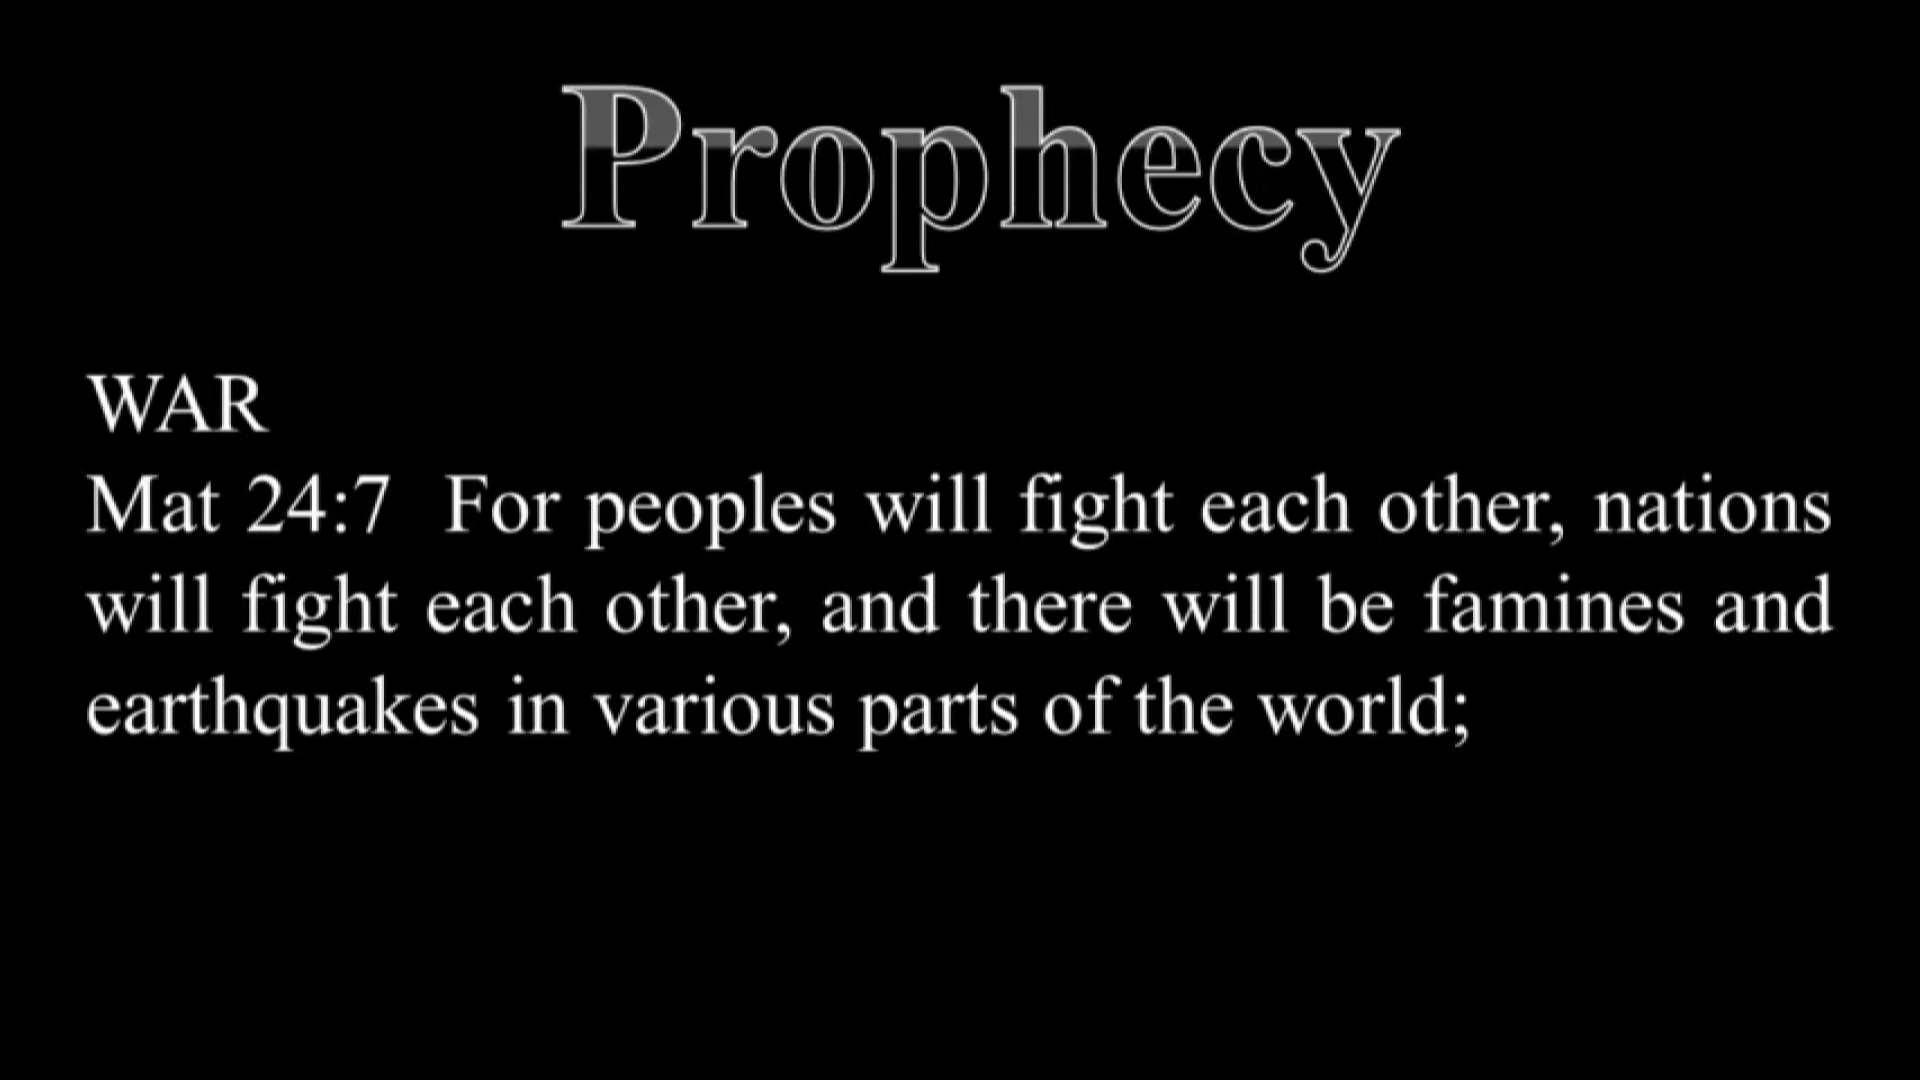 Prophecy
WAR
Mat 24:7  For peoples will fight each other, nations
will fight each other, and there will be famines and
earthquakes in various parts of the world;